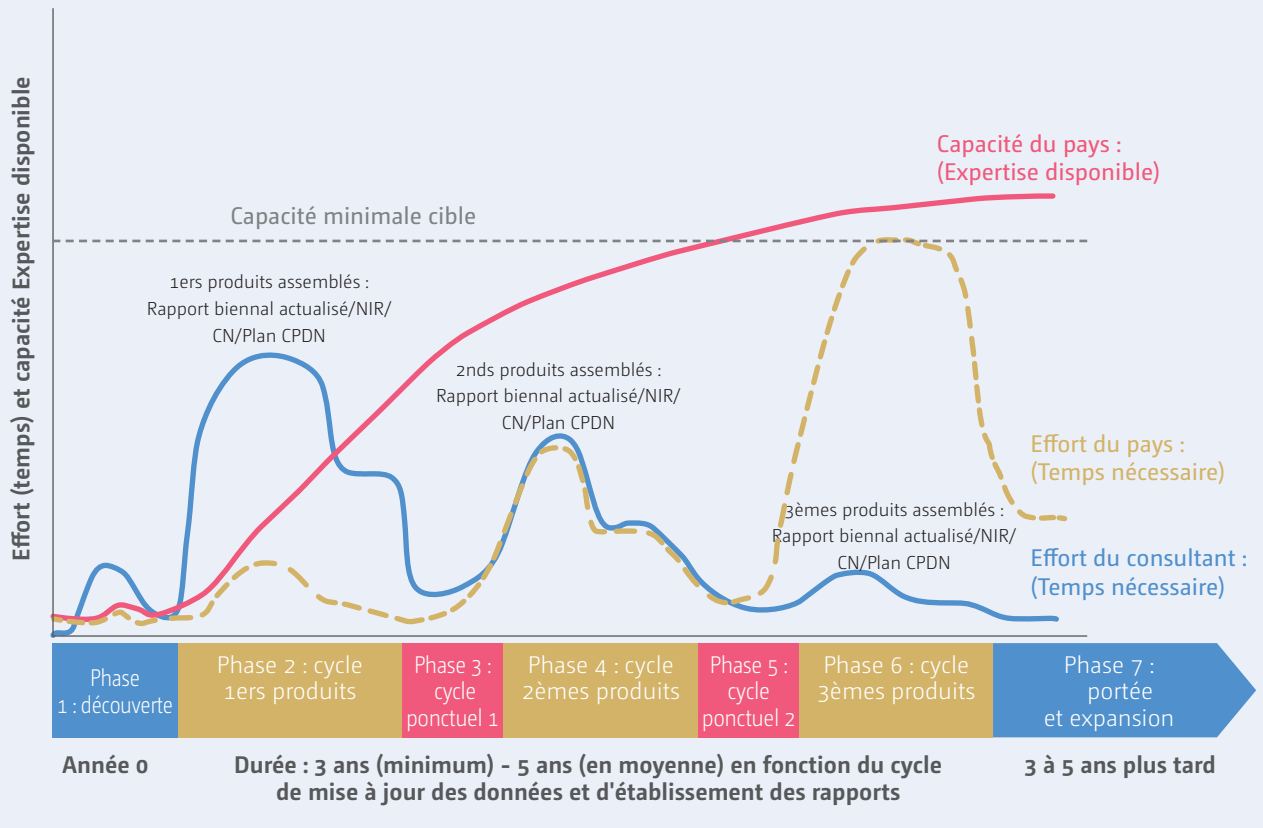 Effort (temps) et capacité Expertise disponible
Capacité du pays :
(Expertise disponible)
Capacité minimale cible
1ers produits assemblés :
Rapport biennal actualisé/NIR/
CN/Plan CPDN
2nds produits assemblés :
Rapport biennal actualisé/NIR/
CN/Plan CPDN
Effort du pays :
(Temps nécessaire)
3èmes produits assemblés :
Rapport biennal actualisé/NIR/
CN/Plan CPDN
Effort du consultant :
(Temps nécessaire)
Phase
1 : découverte
Phase 2 : cycle
1ers produits
Phase 3 :
cycle
ponctuel 1
Phase 4 : cycle
2èmes produits
Phase 5 :
cycle
ponctuel 2
Phase 6 : cycle
3èmes produits
Phase 7 :
portée
et expansion
Année 0
Durée : 3 ans (minimum) - 5 ans (en moyenne) en fonction du cycle
de mise à jour des données et d'établissement des rapports
3 à 5 ans plus tard